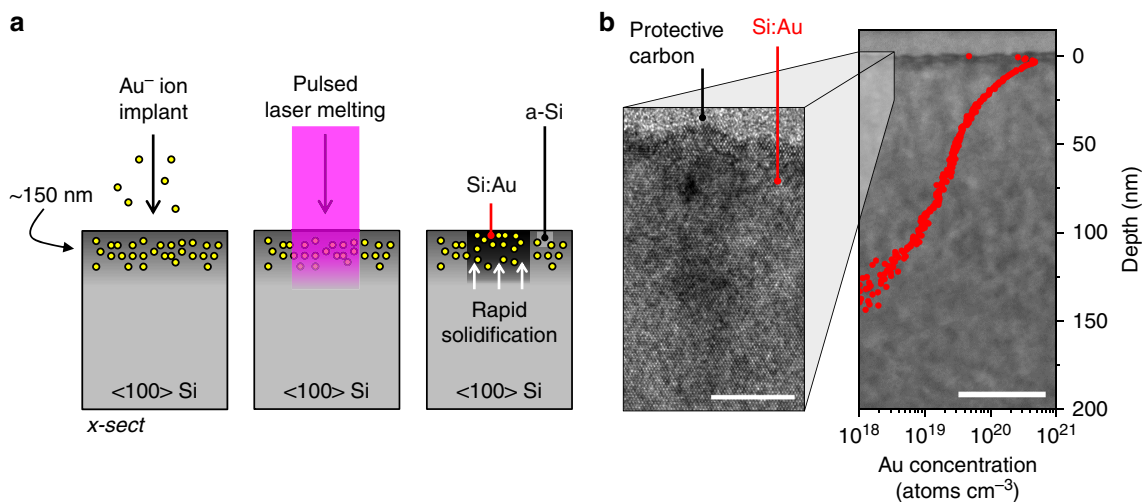 a
Au⁻ ion
implant
~150 nm
<100> Si
x-sect
Pulsed
laser melting
<100> Si
a-Si
Si:Au
Rapid
solidification
<100> Si
b
Protective
carbon
Si:Au
0
50
100
150
200
Depth (nm)
10¹⁸ 10¹⁹ 10²⁰ 10²¹
Au concentration
(atoms cm⁻³)